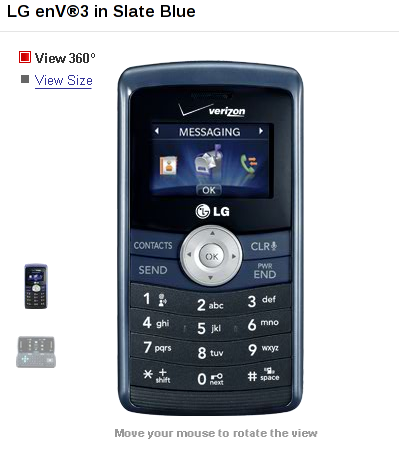 LG enV®3 in Slate Blue
View 360°
View Size
verizon
MESSAGING
OK
LG
CONTACTS
CLR
OK
SEND
PWR
END
1
2 abc
3 def
4 ghi
5 jkl
6 mno
7 pqrs
8 tuv
9 wxyz
* + shift
0 next
# space
Move your mouse to rotate the view